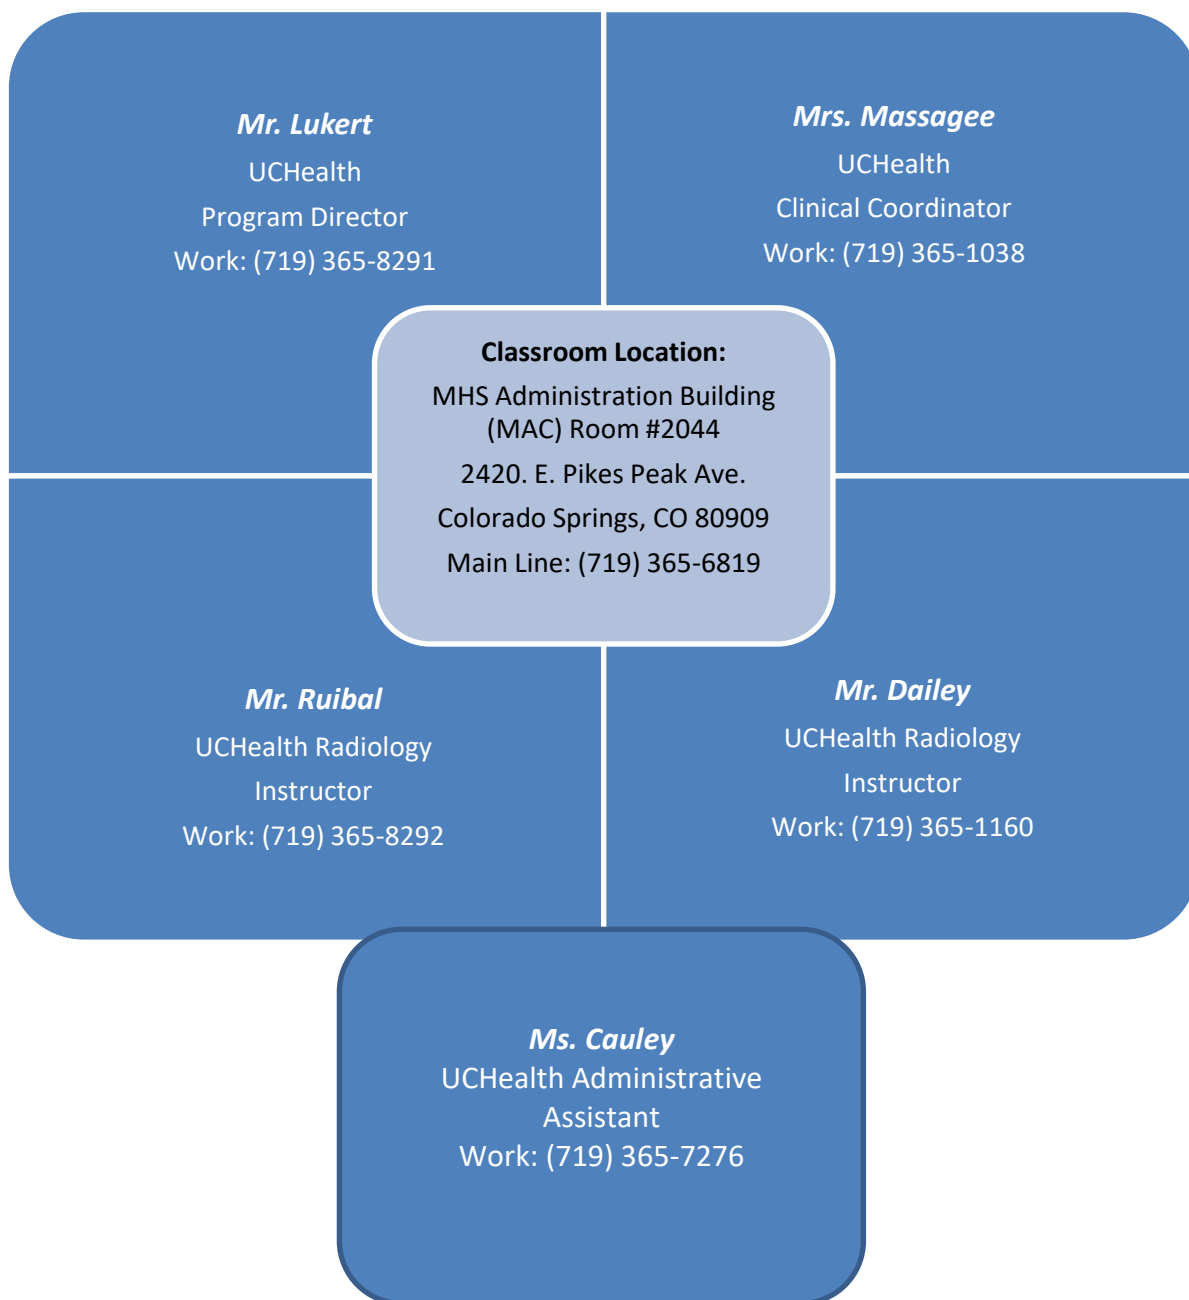 Mr. Lukert
UCHealth
Program Director
Work: (719) 365-8291
Mrs. Massagee
UCHealth
Clinical Coordinator
Work: (719) 365-1038
Classroom Location:
MHS Administration Building
(MAC) Room #2044
2420. E. Pikes Peak Ave.
Colorado Springs, CO 80909
Main Line: (719) 365-6819
Mr. Ruibal
UCHealth Radiology
Instructor
Work: (719) 365-8292
Mr. Dailey
UCHealth Radiology
Instructor
Work: (719) 365-1160
Ms. Cauley
UCHealth Administrative
Assistant
Work: (719) 365-7276